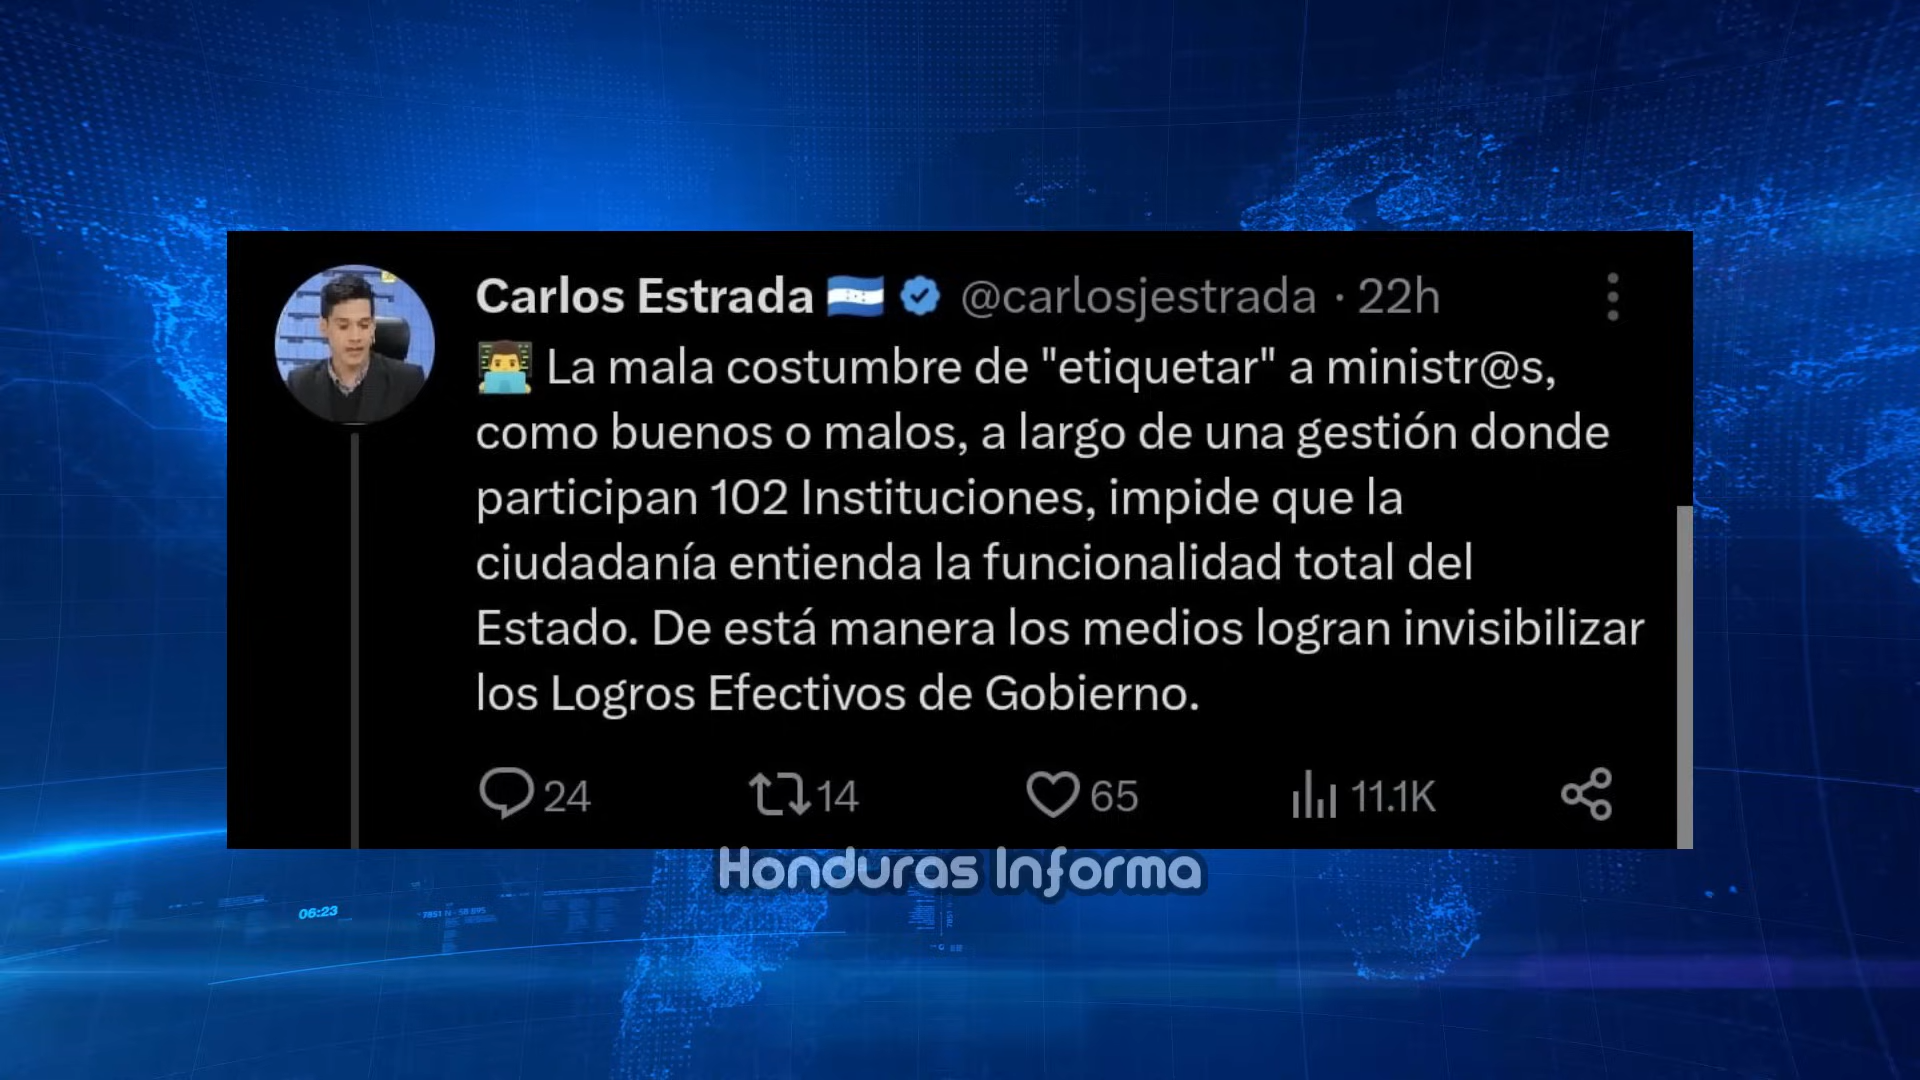 Carlos Estrada 🇭🇳 @carlosjestrada · 22h
👨‍💻 La mala costumbre de "etiquetar" a ministr@s,
como buenos o malos, a largo de una gestión donde
participan 102 Instituciones, impide que la
ciudadanía entienda la funcionalidad total del
Estado. De está manera los medios logran invisibilizar
los Logros Efectivos de Gobierno.
24 14 65 11.1K
Honduras Informa
06:23